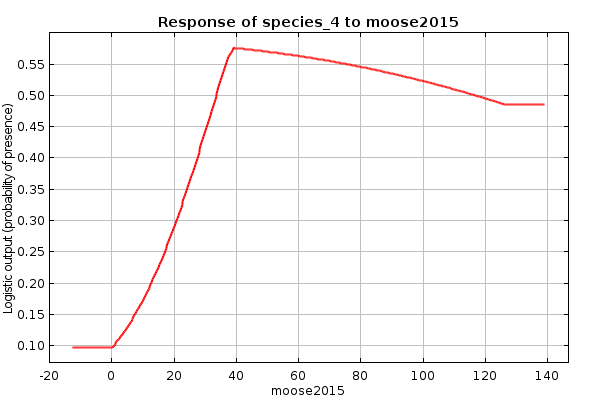 Response of species_4 to moose2015
Logistic output (probability of presence)
0.55
0.50
0.45
0.40
0.35
0.30
0.25
0.20
0.15
0.10
-20 0 20 40 60 80 100 120 140
moose2015